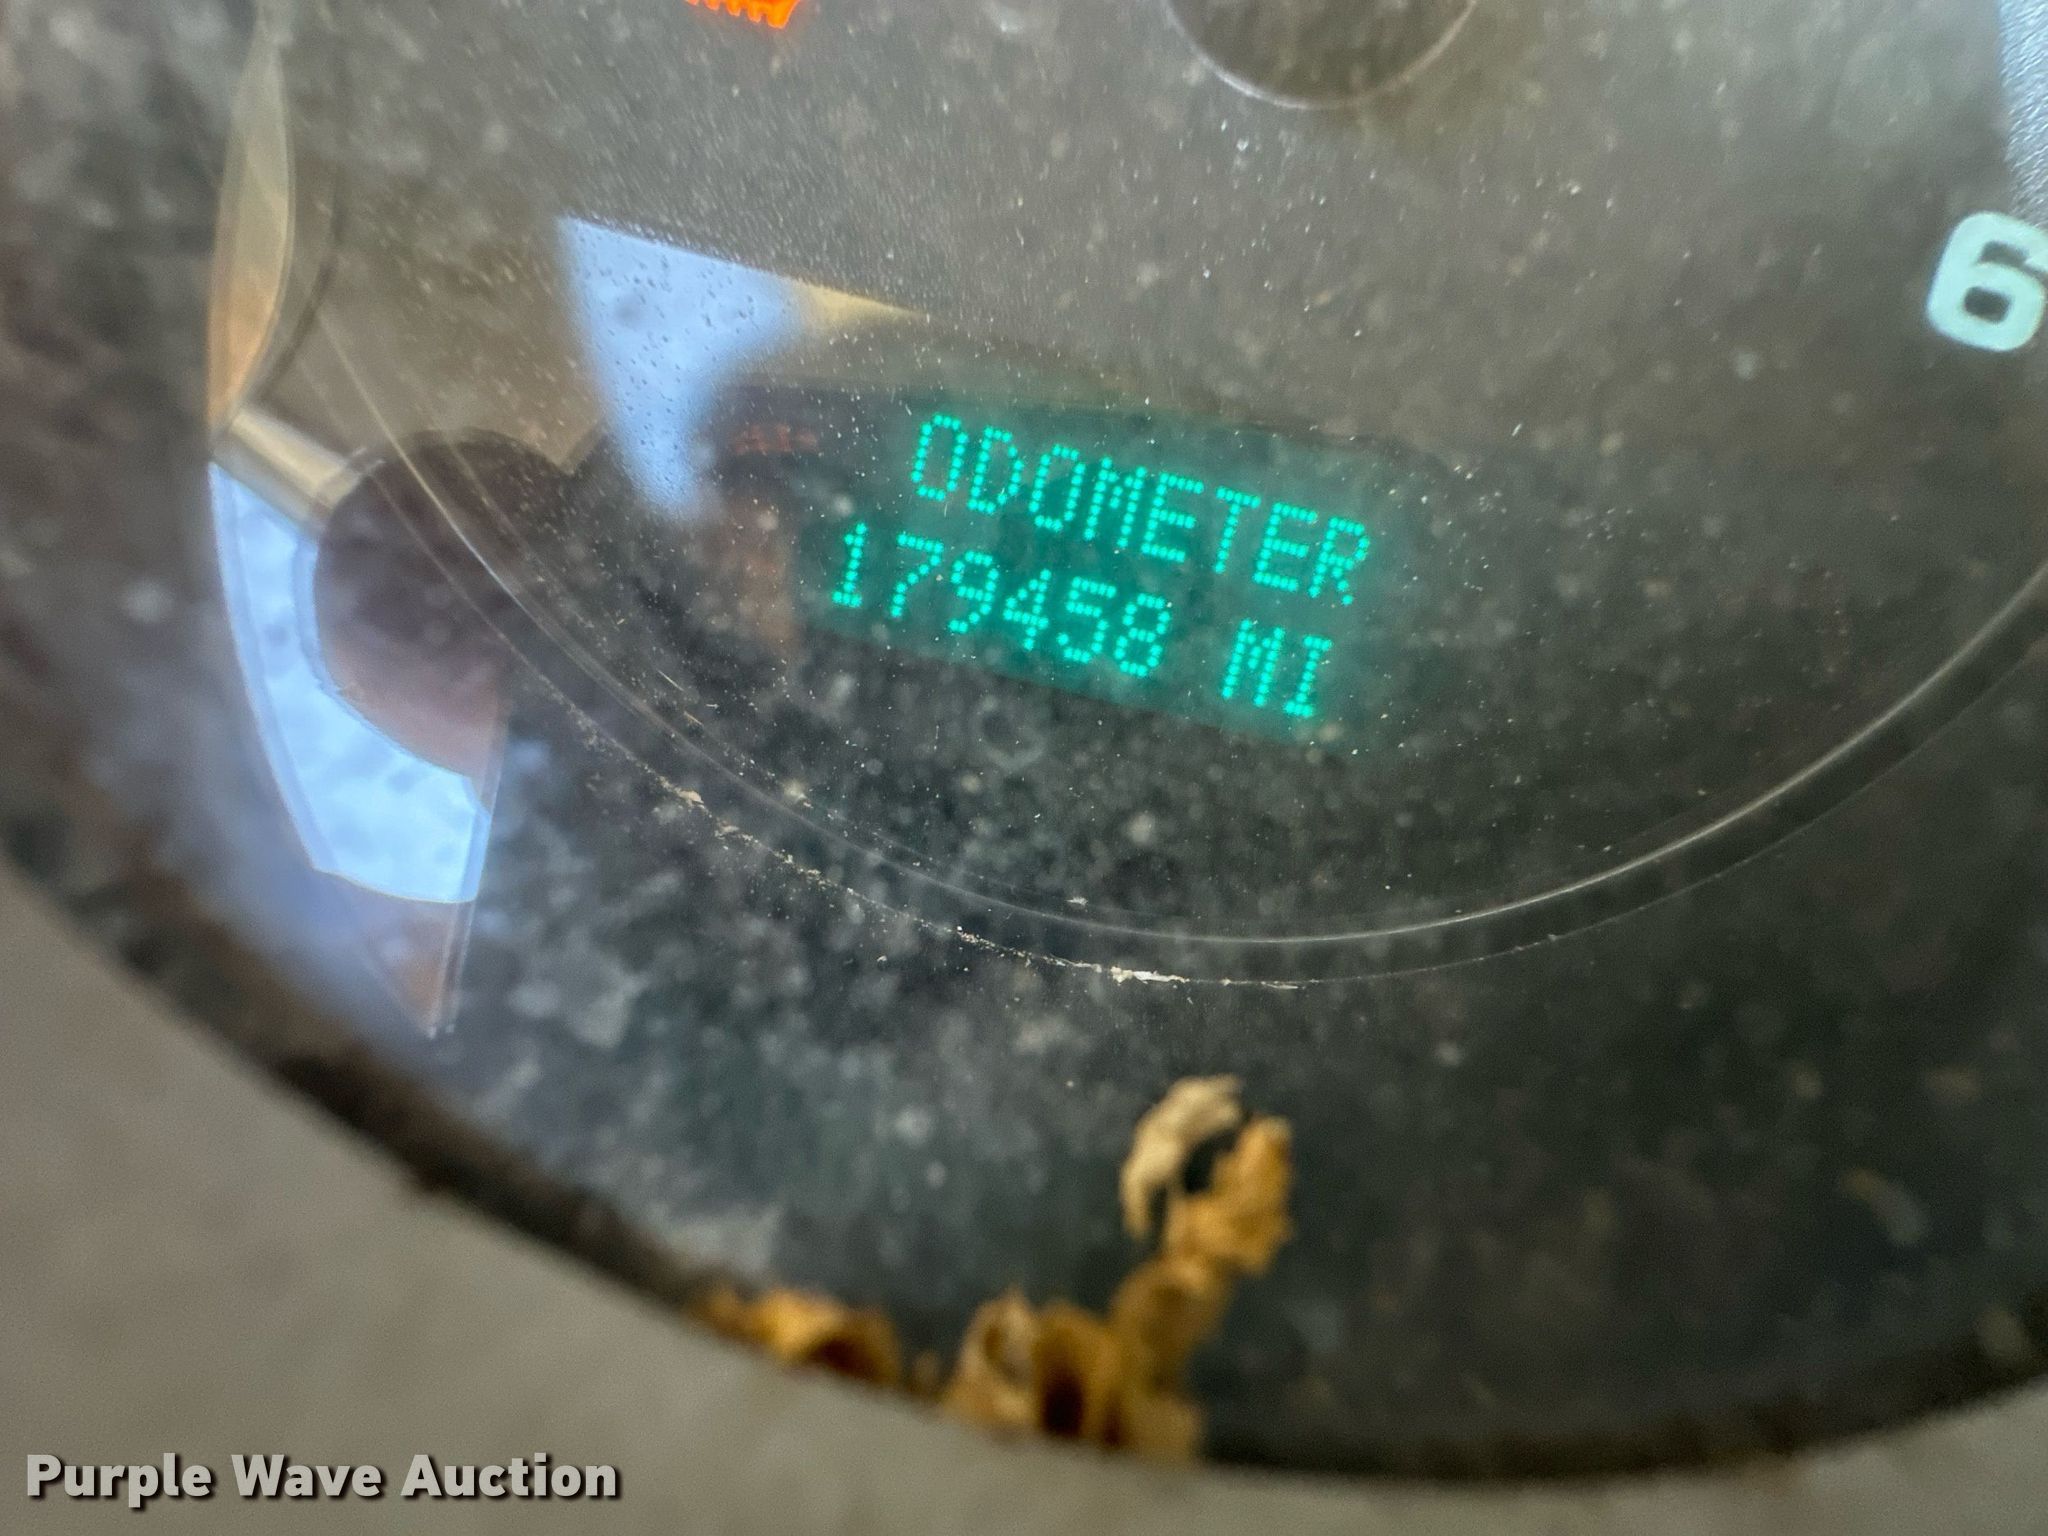 6
ODOMETER
179458 MI
Purple Wave Auction